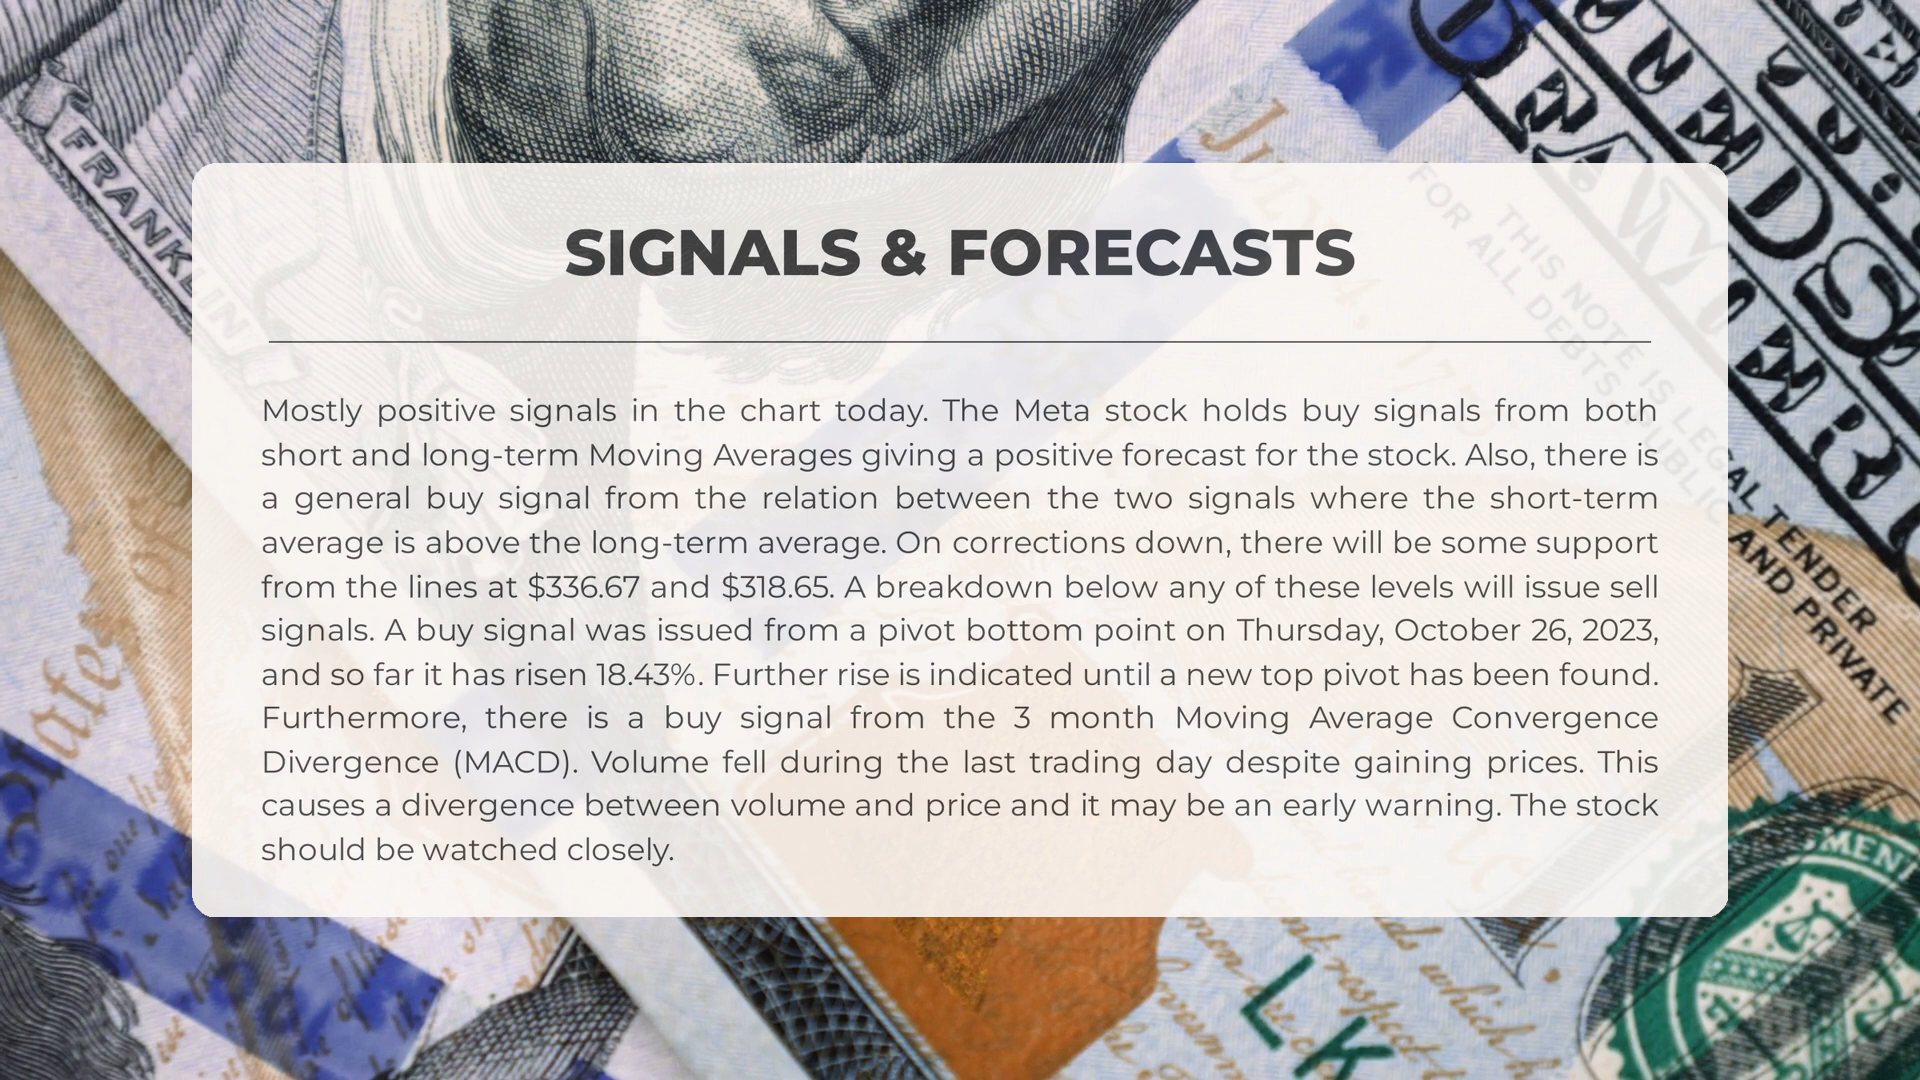 FRANKLIN
JULY 4, 1776
THIS NOTE IS LEGAL TENDER
FOR ALL DEBTS, PUBLIC AND PRIVATE
SIGNALS & FORECASTS
Mostly positive signals in the chart today. The Meta stock holds buy signals from both
short and long-term Moving Averages giving a positive forecast for the stock. Also, there is
a general buy signal from the relation between the two signals where the short-term
average is above the long-term average. On corrections down, there will be some support
from the lines at $336.67 and $318.65. A breakdown below any of these levels will issue sell
signals. A buy signal was issued from a pivot bottom point on Thursday, October 26, 2023,
and so far it has risen 18.43%. Further rise is indicated until a new top pivot has been found.
Furthermore, there is a buy signal from the 3 month Moving Average Convergence
Divergence (MACD). Volume fell during the last trading day despite gaining prices. This
causes a divergence between volume and price and it may be an early warning. The stock
should be watched closely.
L K